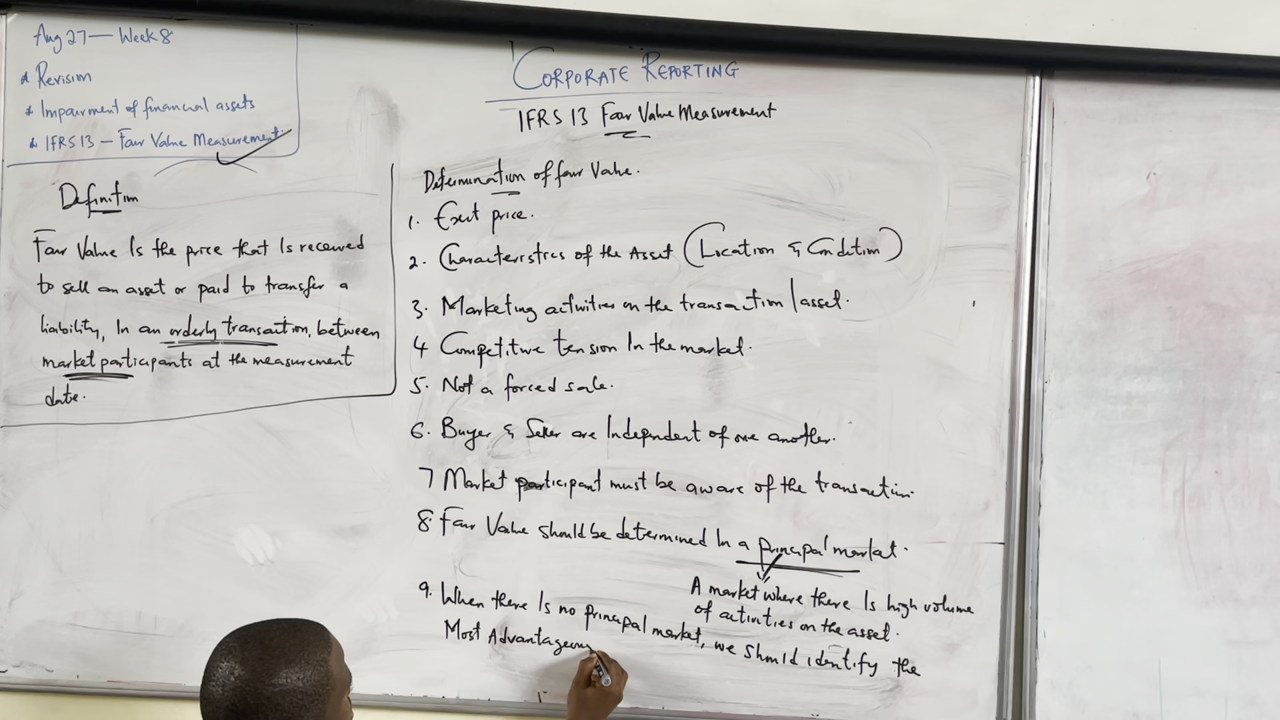 Aug 27 — Week 8
* Revision
* Impairment of financial assets
* IFRS 13 – Fair Value Measurement
Definition
Fair Value Is the price that Is received
to sell an asset or paid to transfer a
liability, In an orderly transaction, between
market participants at the measurement
date.
CORPORATE REPORTING
IFRS 13 Fair Value Measurement
Determination of fair Value.
1. Exit price.
2. Characteristics of the Asset (Location & Condition)
3. Marketing activities on the transaction / asset.
4 Competitive tension In the market.
5. Not a forced sale.
6. Buyer & Seller are Independent of one another.
7 Market participant must be aware of the transaction.
8. Fair Value should be determined In a principal market.
A market where there Is high volume
of activities on the asset.
9. When there Is no principal market, we should identify the
Most Advantageou